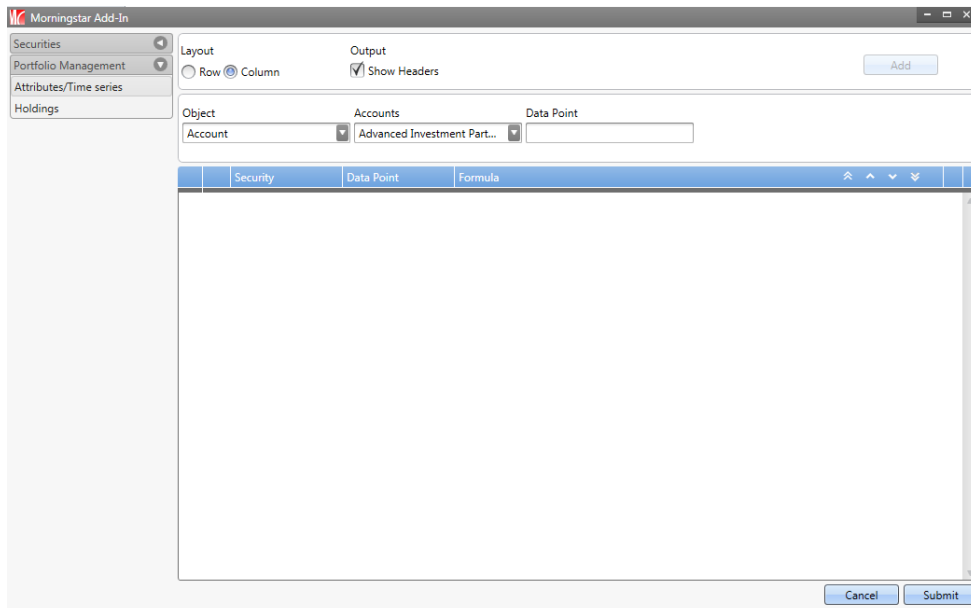 Morningstar Add-In
Securities
Portfolio Management
Attributes/Time series
Holdings
Layout
Row Column
Output
Show Headers
Add
Object
Account
Accounts
Advanced Investment Part...
Data Point
Security Data Point Formula
Cancel Submit